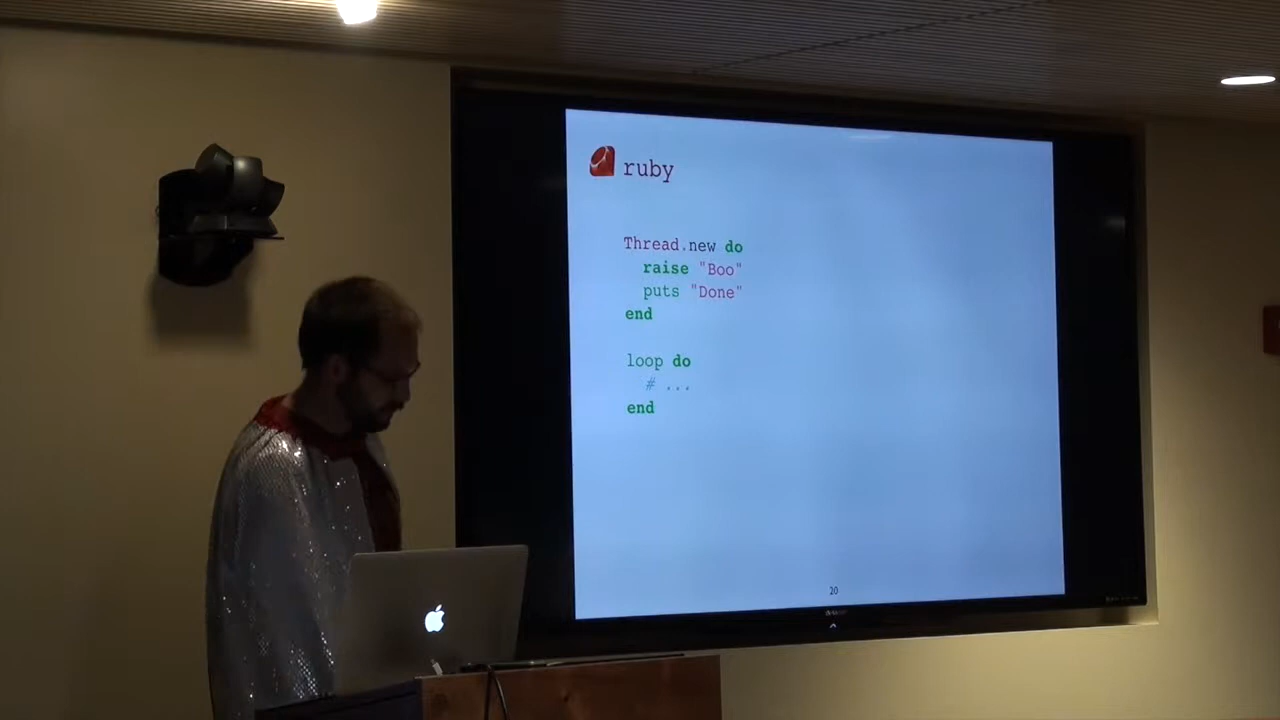 ruby
Thread.new do
  raise "Boo"
  puts "Done"
end
loop do
  # ...
end
20